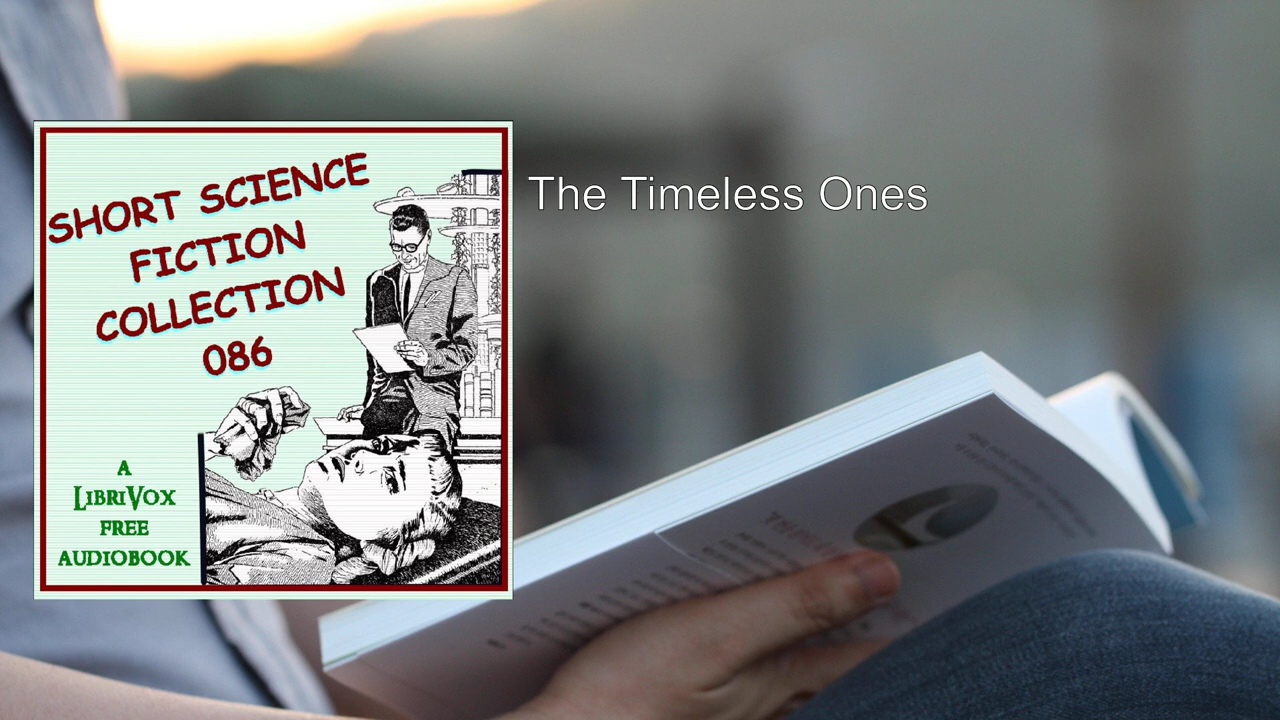 SHORT SCIENCE
FICTION
COLLECTION
086
A
LIBRIVOX
FREE
AUDIOBOOK
The Timeless Ones